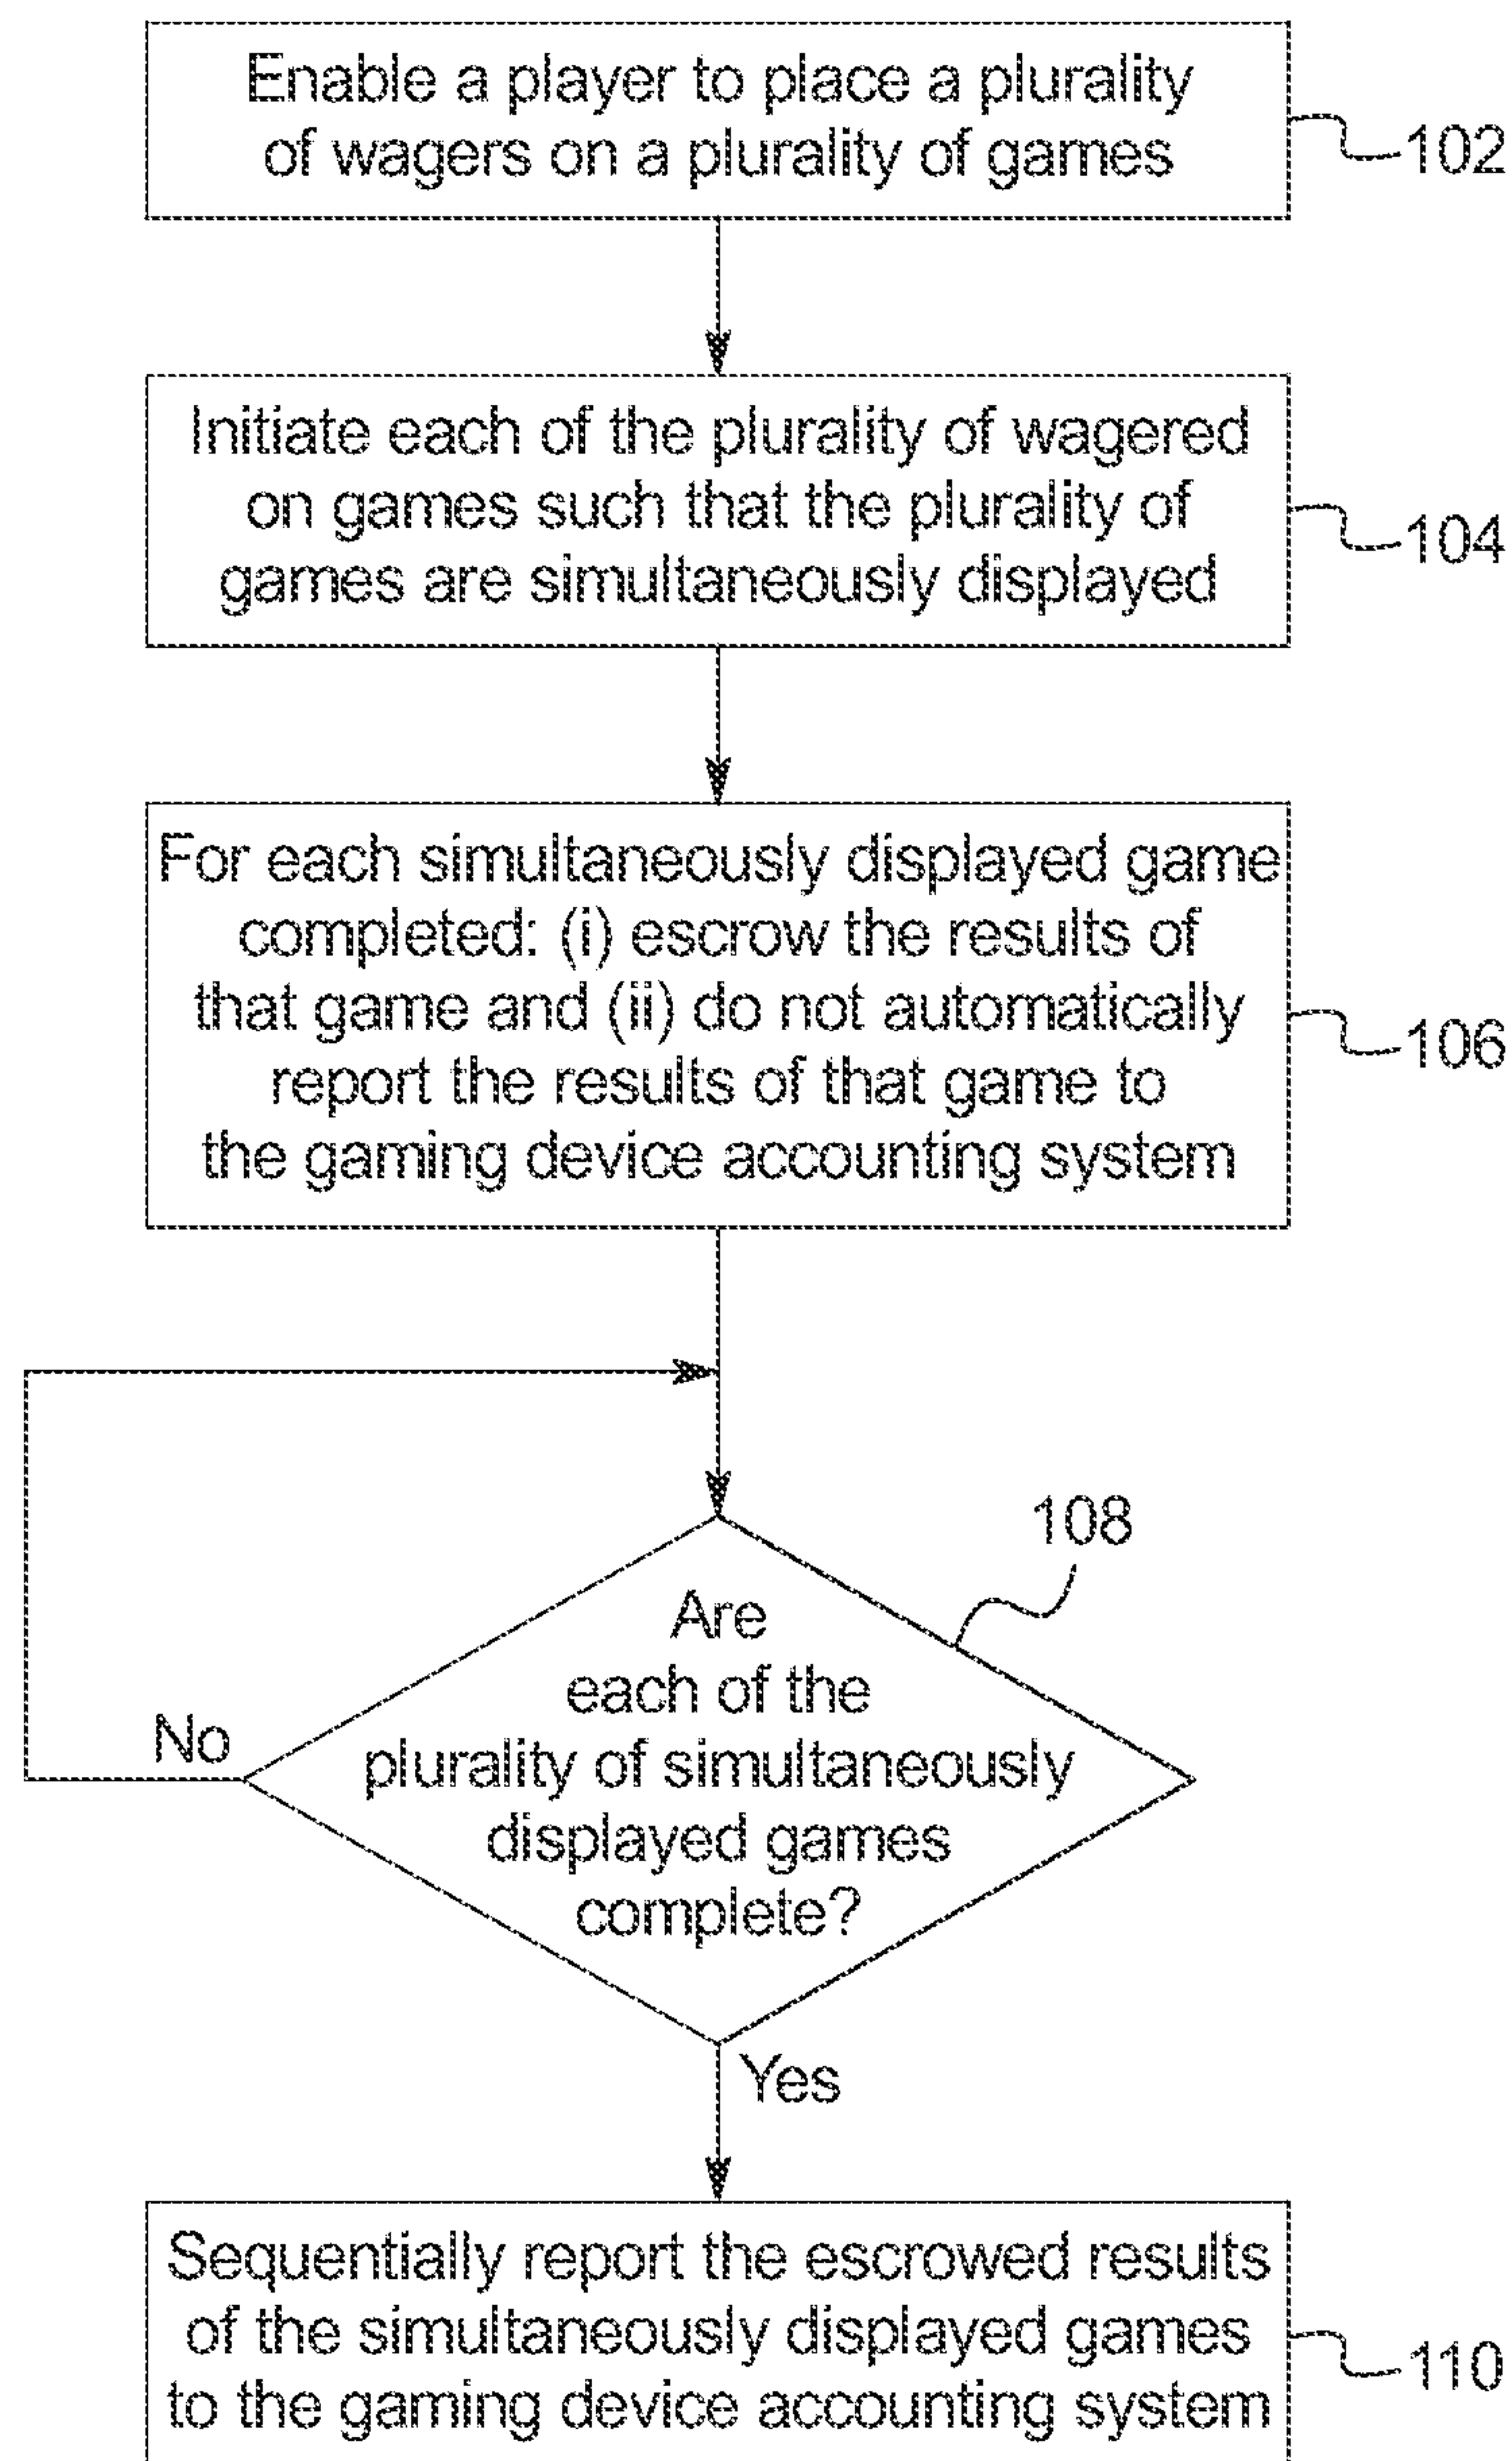 Enable a player to place a plurality
of wagers on a plurality of games
102
Initiate each of the plurality of wagered
on games such that the plurality of
games are simultaneously displayed
104
For each simultaneously displayed game
completed: (i) escrow the results of
that game and (ii) do not automatically
report the results of that game to
the gaming device accounting system
106
108
Are
each of the
plurality of simultaneously
displayed games
complete?
No
Yes
Sequentially report the escrowed results
of the simultaneously displayed games
to the gaming device accounting system
110